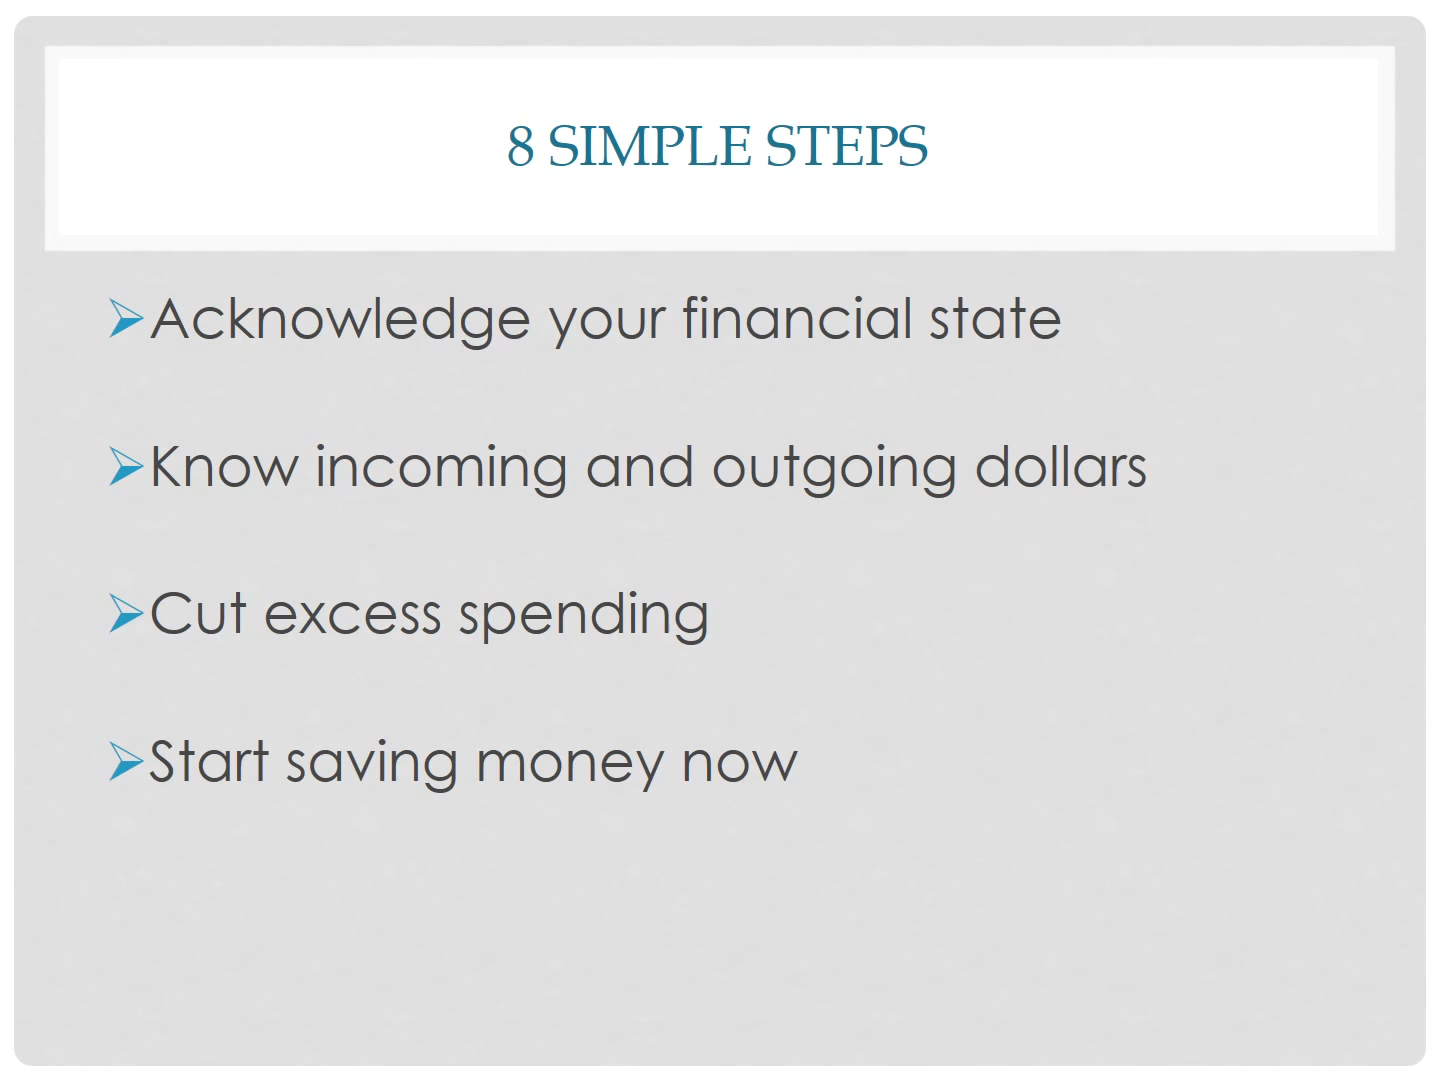 8 SIMPLE STEPS
Acknowledge your financial state
Know incoming and outgoing dollars
Cut excess spending
Start saving money now